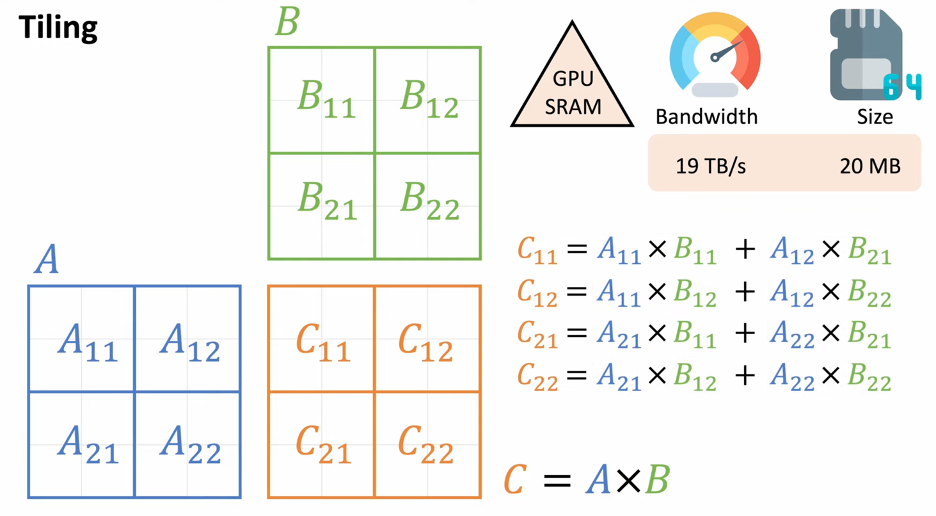 Tiling
B
B₁₁ B₁₂
B₂₁ B₂₂
GPU
SRAM
64
Bandwidth Size
19 TB/s 20 MB
A
A₁₁ A₁₂
A₂₁ A₂₂
C₁₁ C₁₂
C₂₁ C₂₂
C₁₁ = A₁₁ × B₁₁ + A₁₂ × B₂₁
C₁₂ = A₁₁ × B₁₂ + A₁₂ × B₂₂
C₂₁ = A₂₁ × B₁₁ + A₂₂ × B₂₁
C₂₂ = A₂₁ × B₁₂ + A₂₂ × B₂₂
C = A × B